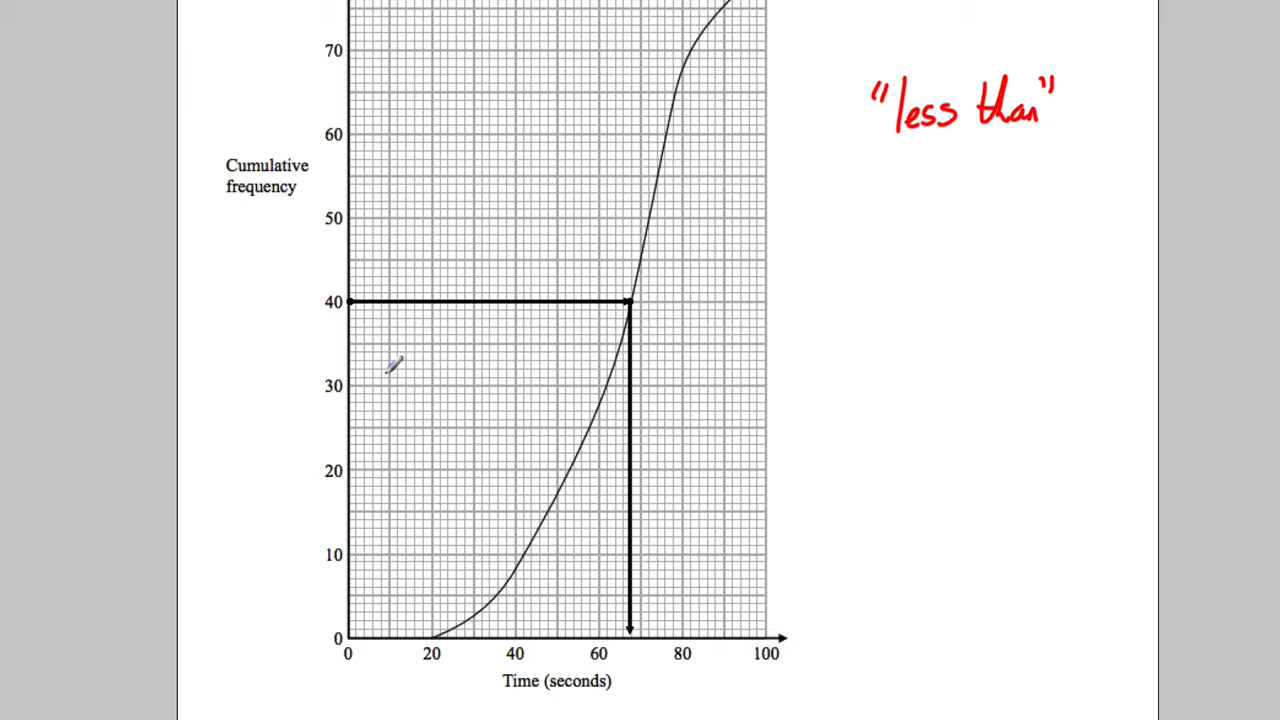 70
"less than"
60
Cumulative
frequency
50
40
30
20
10
0
0 20 40 60 80 100
Time (seconds)